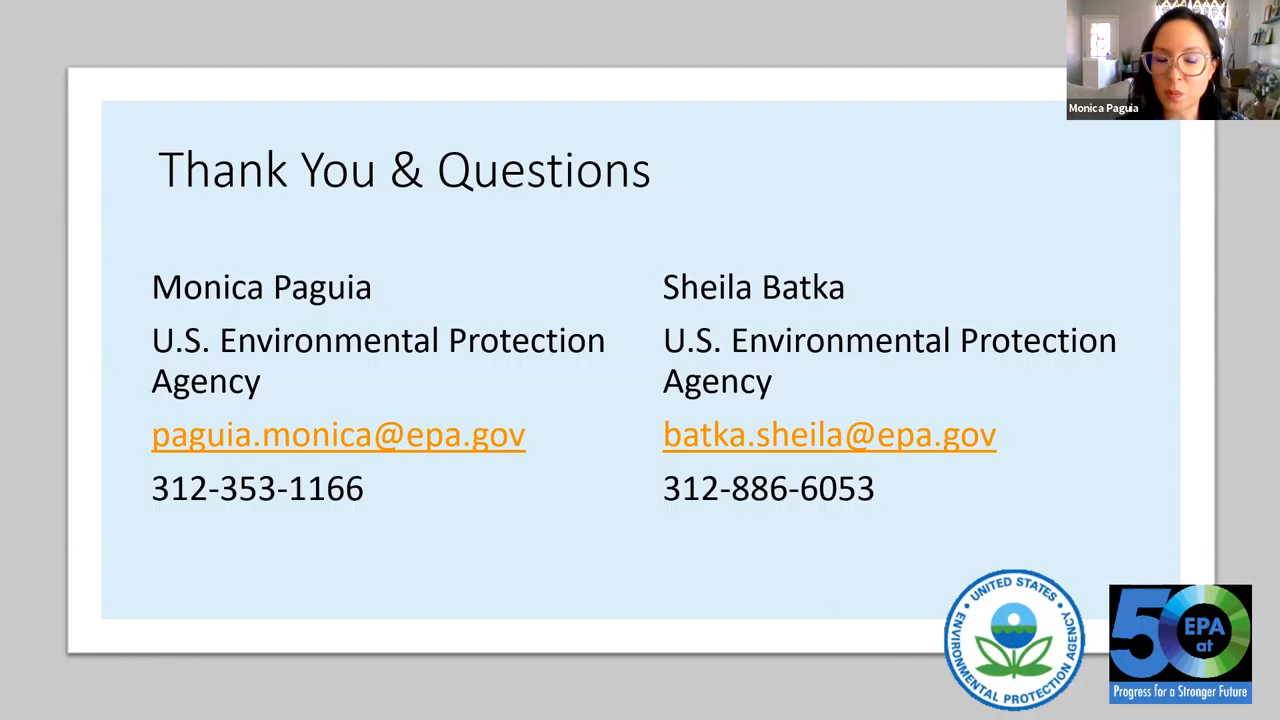 Monica Paguia
Thank You & Questions
Monica Paguia
U.S. Environmental Protection
Agency
paguia.monica@epa.gov
312-353-1166
Sheila Batka
U.S. Environmental Protection
Agency
batka.sheila@epa.gov
312-886-6053
UNITED STATES
ENVIRONMENTAL PROTECTION AGENCY
50
EPA
at
Progress for a Stronger Future